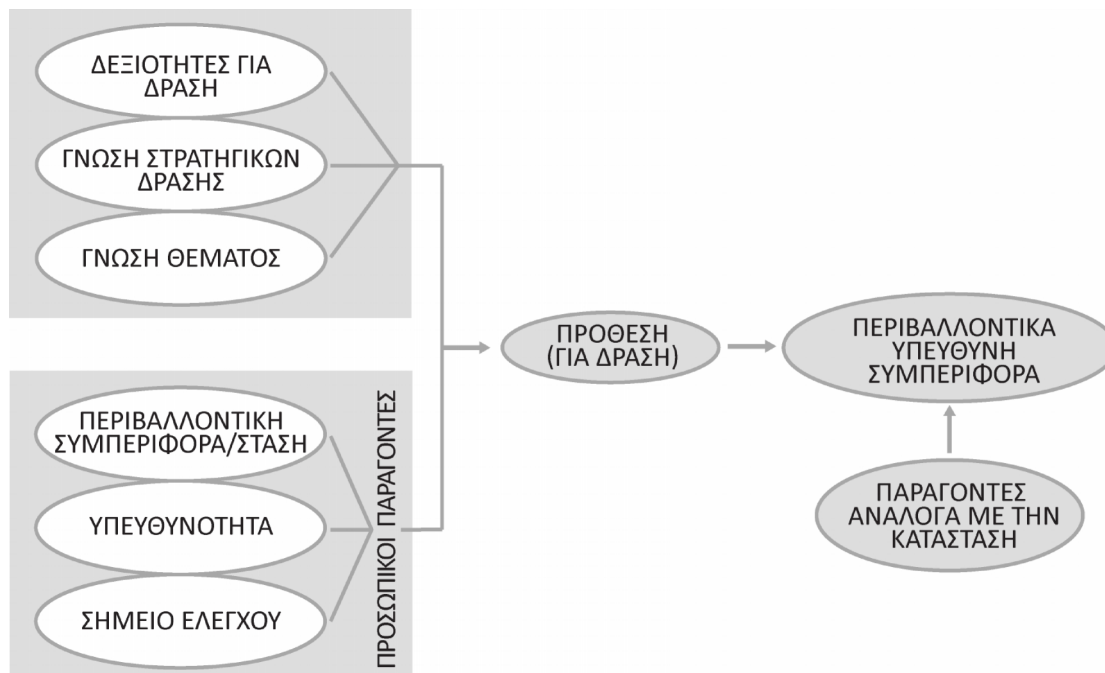 ΔΕΞΙΟΤΗΤΕΣ ΓΙΑ
ΔΡΑΣΗ
ΓΝΩΣΗ ΣΤΡΑΤΗΓΙΚΩΝ
ΔΡΑΣΗΣ
ΓΝΩΣΗ ΘΕΜΑΤΟΣ
ΠΕΡΙΒΑΛΛΟΝΤΙΚΗ
ΣΥΜΠΕΡΙΦΟΡΑ/ΣΤΑΣΗ
ΥΠΕΥΘΥΝΟΤΗΤΑ
ΣΗΜΕΙΟ ΕΛΕΓΧΟΥ
ΠΡΟΣΩΠΙΚΟΙ ΠΑΡΑΓΟΝΤΕΣ
ΠΡΟΘΕΣΗ
(ΓΙΑ ΔΡΑΣΗ)
ΠΕΡΙΒΑΛΛΟΝΤΙΚΑ
ΥΠΕΥΘΥΝΗ
ΣΥΜΠΕΡΙΦΟΡΑ
ΠΑΡΑΓΟΝΤΕΣ
ΑΝΑΛΟΓΑ ΜΕ ΤΗΝ
ΚΑΤΑΣΤΑΣΗ